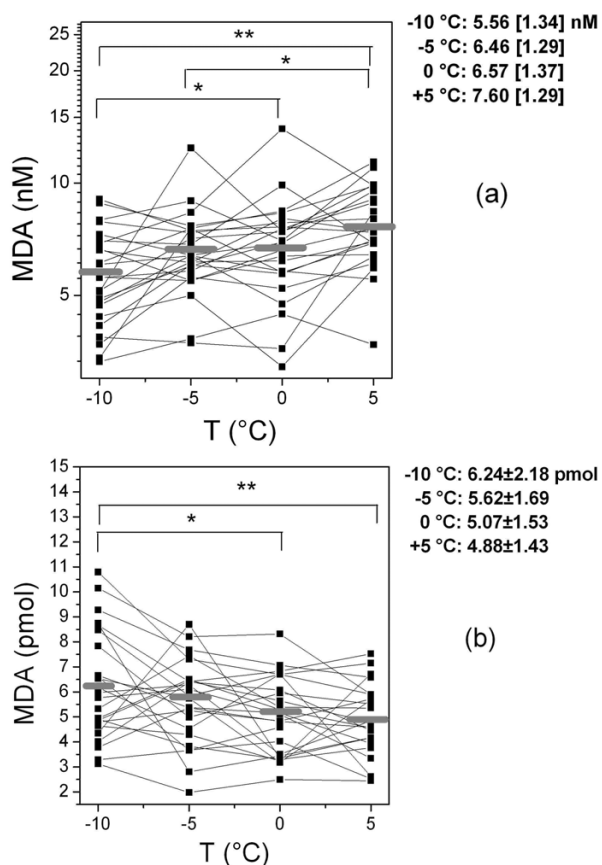 -10 °C: 5.56 [1.34] nM
-5 °C: 6.46 [1.29]
0 °C: 6.57 [1.37]
+5 °C: 7.60 [1.29]
25
20
15
10
5
MDA (nM)
**
*
*
(a)
-10 -5 0 5
T (°C)
-10 °C: 6.24±2.18 pmol
-5 °C: 5.62±1.69
0 °C: 5.07±1.53
+5 °C: 4.88±1.43
15
14
13
12
11
10
9
8
7
6
5
4
3
2
MDA (pmol)
**
*
(b)
-10 -5 0 5
T (°C)